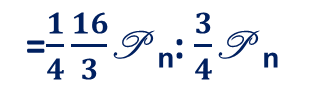 = 1/4 16/3 𝒫n: 3/4 𝒫n